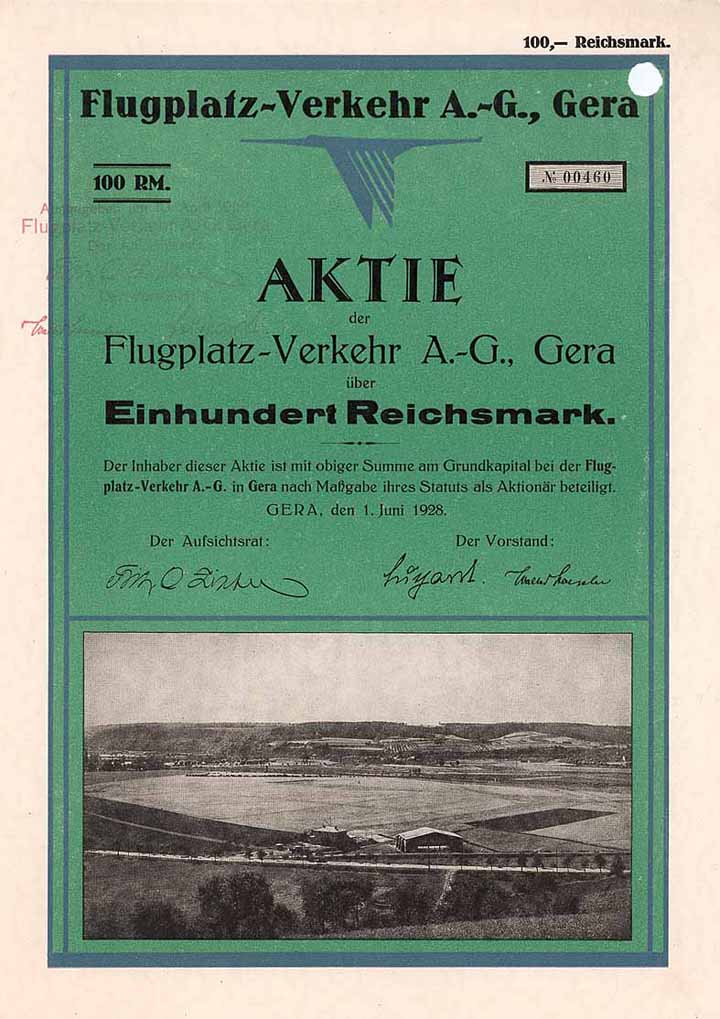 100,— Reichsmark.
Flugplatz-Verkehr A.-G., Gera
100 RM.
№ 00460
AKTIE
der
Flugplatz-Verkehr A.-G., Gera
über
Einhundert Reichsmark.
Der Inhaber dieser Aktie ist mit obiger Summe am Grundkapital bei der Flug-
platz-Verkehr A.-G. in Gera nach Maßgabe ihres Statuts als Aktionär beteiligt.
GERA, den 1. Juni 1928.
Der Aufsichtsrat:
Der Vorstand: